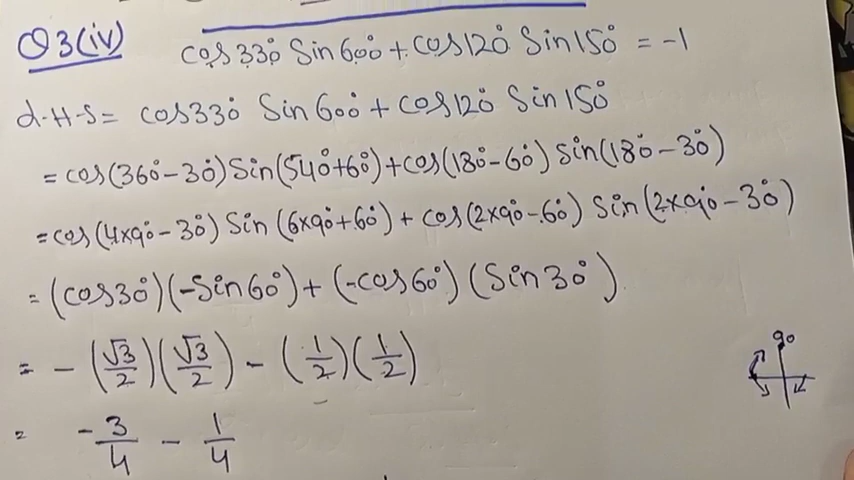 Q3(iv) cos330° Sin600° + cos120° Sin150° = -1
L.H.S = cos330° Sin600° + cos120° Sin150°
= cos(360°-30°) Sin(540°+60°) + cos(180°-60°) Sin(180°-30°)
= cos(4×90°-30°) Sin(6×90°+60°) + cos(2×90°-60°) Sin(2×90°-30°)
= (cos30°)(-Sin60°) + (-cos60°)(Sin30°)
= -(√3/2)(√3/2) - (1/2)(1/2)
90
= -3/4 - 1/4